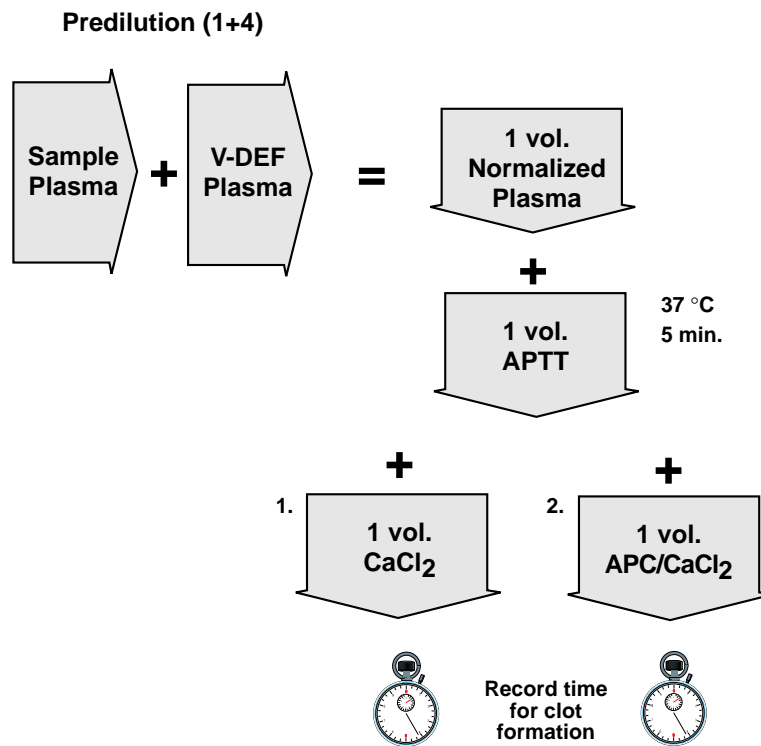 Predilution (1+4)
Sample
Plasma
+
V-DEF
Plasma
=
1 vol.
Normalized
Plasma
+
1 vol.
APTT
37 °C
5 min.
+
+
1.
1 vol.
CaCl2
2.
1 vol.
APC/CaCl2
Record time
for clot
formation